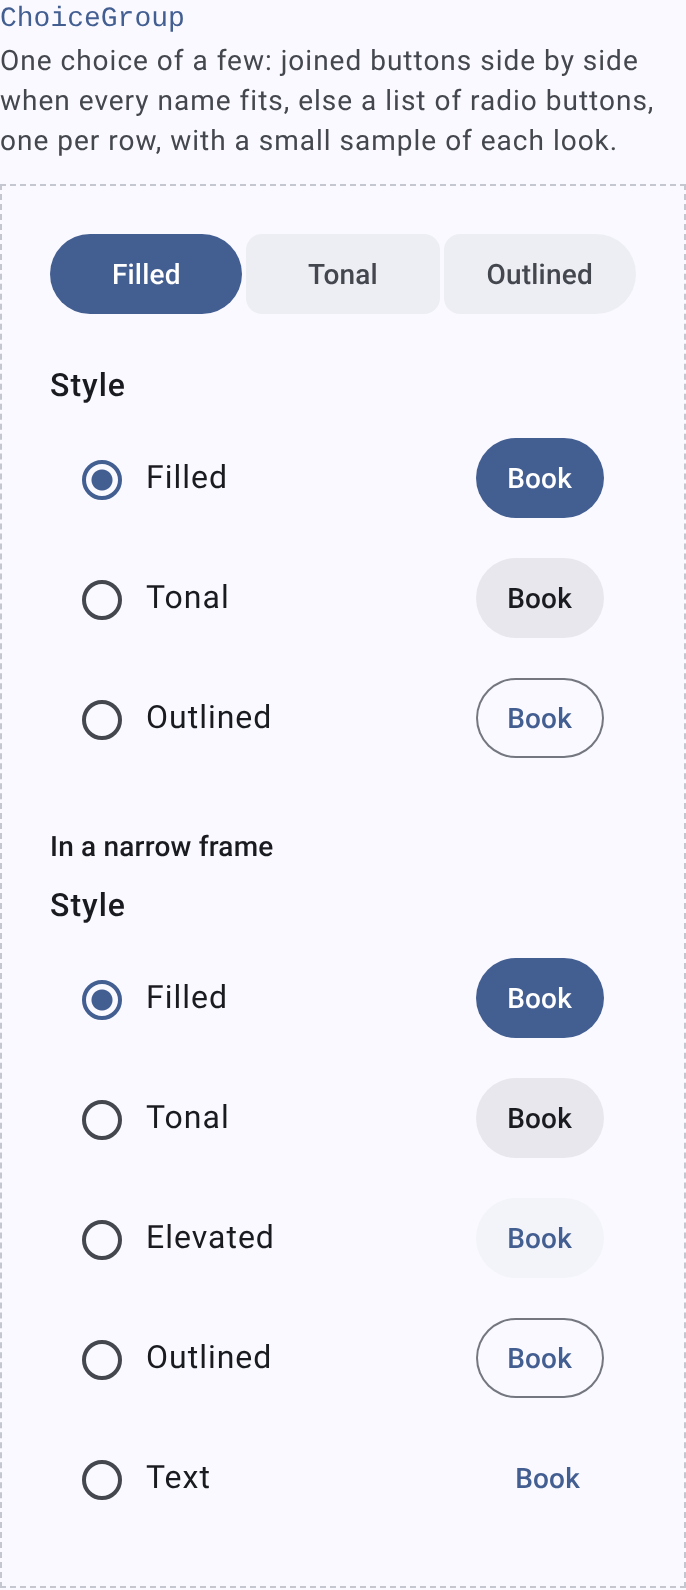 ChoiceGroup
One choice of a few: joined buttons side by side
when every name fits, else a list of radio buttons,
one per row, with a small sample of each look.
Filled Tonal Outlined
Style
Filled Book
Tonal Book
Outlined Book
In a narrow frame
Style
Filled Book
Tonal Book
Elevated Book
Outlined Book
Text Book